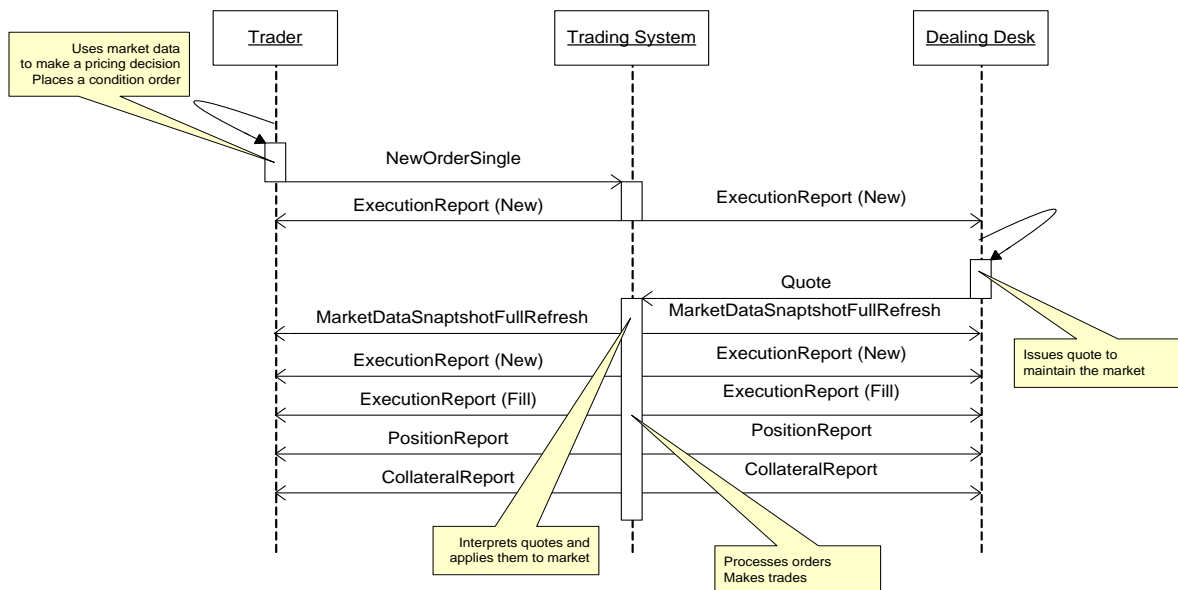 Trader
Trading System
Dealing Desk
Uses market data
to make a pricing decision
Places a condition order
NewOrderSingle
ExecutionReport (New)
ExecutionReport (New)
Quote
MarketDataSnaptshotFullRefresh
MarketDataSnaptshotFullRefresh
Issues quote to
maintain the market
ExecutionReport (New)
ExecutionReport (New)
ExecutionReport (Fill)
ExecutionReport (Fill)
PositionReport
PositionReport
CollateralReport
CollateralReport
Interprets quotes and
applies them to market
Processes orders
Makes trades